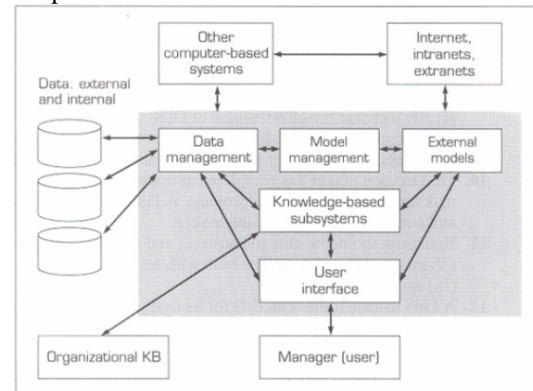 Other
computer-based
systems
Internet,
intranets,
extranets
Data: external
and internal
Data
management
Model
management
External
models
Knowledge-based
subsystems
User
interface
Organizational KB
Manager (user)